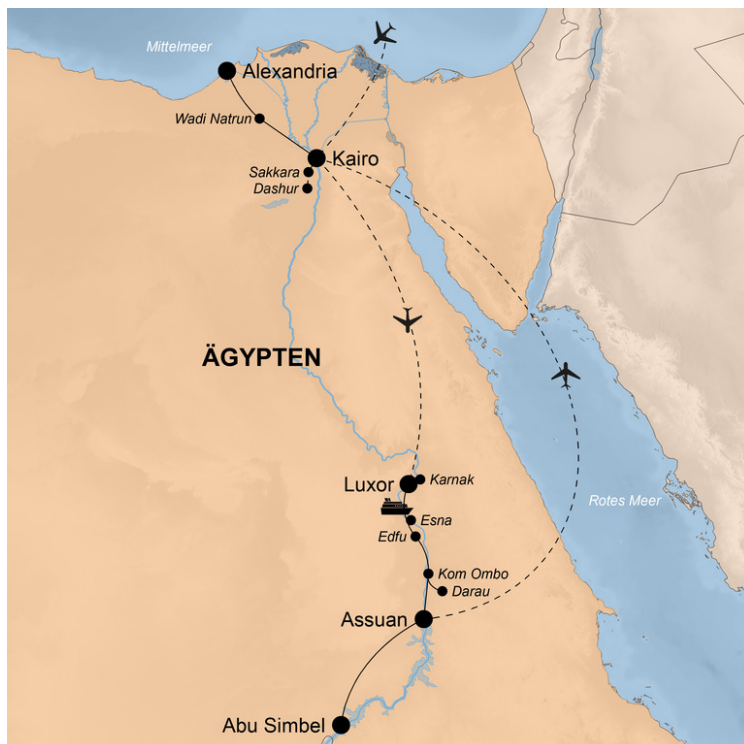 Mittelmeer
Alexandria
Wadi Natrun
Kairo
Sakkara
Dashur
ÄGYPTEN
Karnak
Luxor
Rotes Meer
Esna
Edfu
Kom Ombo
Darau
Assuan
Abu Simbel